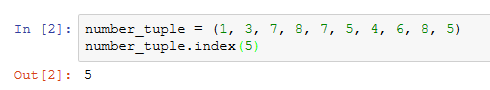 In [2]: number_tuple = (1, 3, 7, 8, 7, 5, 4, 6, 8, 5)
number_tuple.index(5)
Out[2]: 5